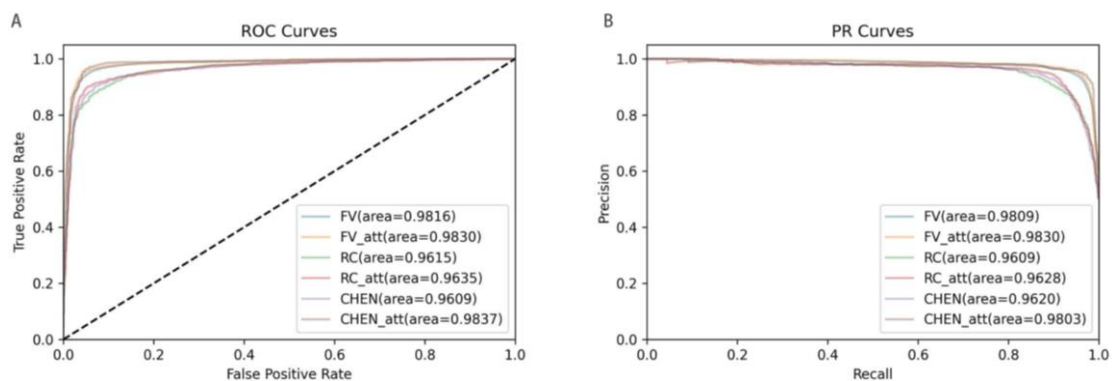 A
ROC Curves
True Positive Rate
1.0
0.8
0.6
0.4
0.2
0.0
FV(area=0.9816)
FV_att(area=0.9830)
RC(area=0.9615)
RC_att(area=0.9635)
CHEN(area=0.9609)
CHEN_att(area=0.9837)
0.0 0.2 0.4 0.6 0.8 1.0
False Positive Rate
B
PR Curves
Precision
1.0
0.8
0.6
0.4
0.2
0.0
FV(area=0.9809)
FV_att(area=0.9830)
RC(area=0.9609)
RC_att(area=0.9628)
CHEN(area=0.9620)
CHEN_att(area=0.9803)
0.0 0.2 0.4 0.6 0.8 1.0
Recall